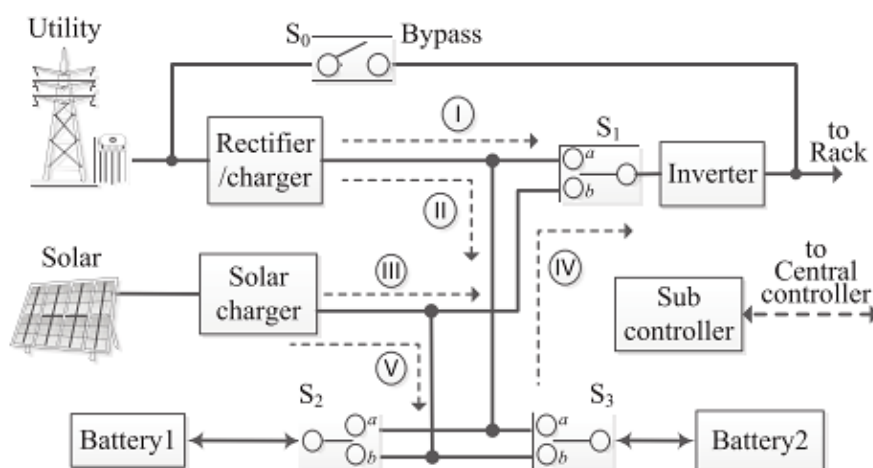 Utility
S₀
Bypass
Rectifier
/charger
I
S₁
a
b
Inverter
to
Rack
II
Solar
Solar
charger
III
IV
Sub
controller
to
Central
controller
V
S₂
a
b
S₃
a
b
Battery1
Battery2